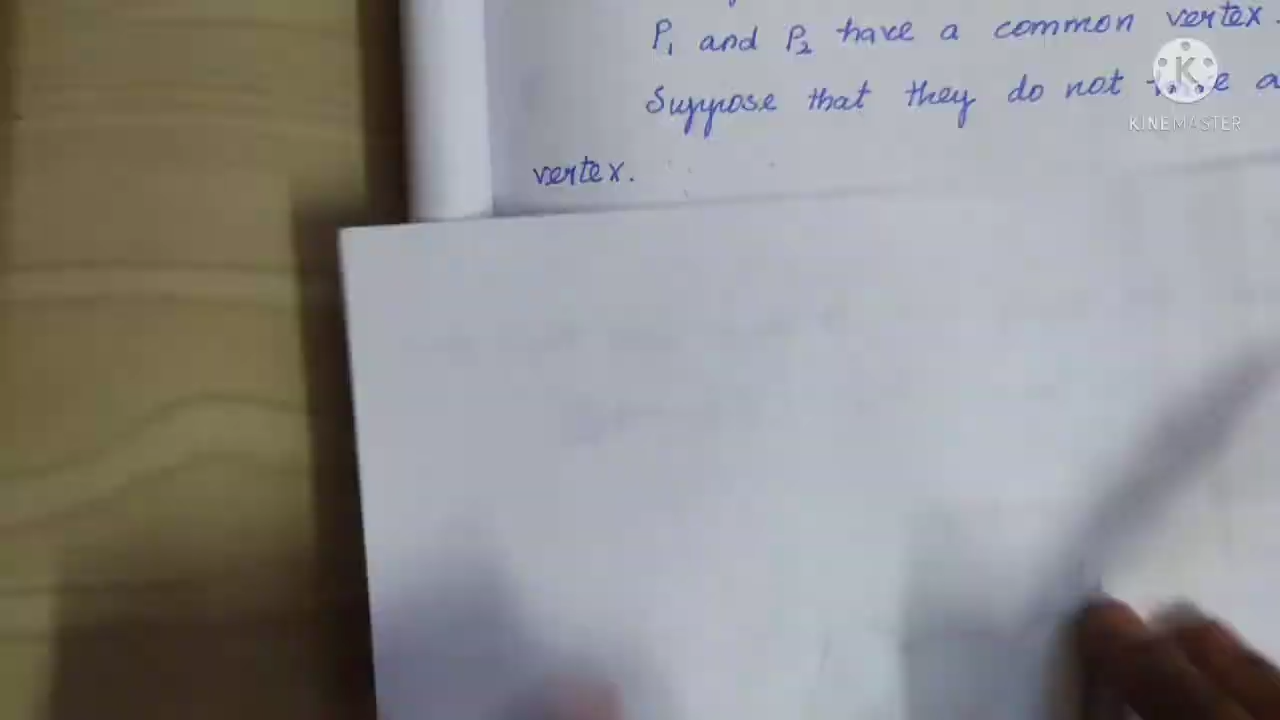 P₁ and P₂ have a common vertex.
Suppose that they do not a
vertex.
KINEMASTER